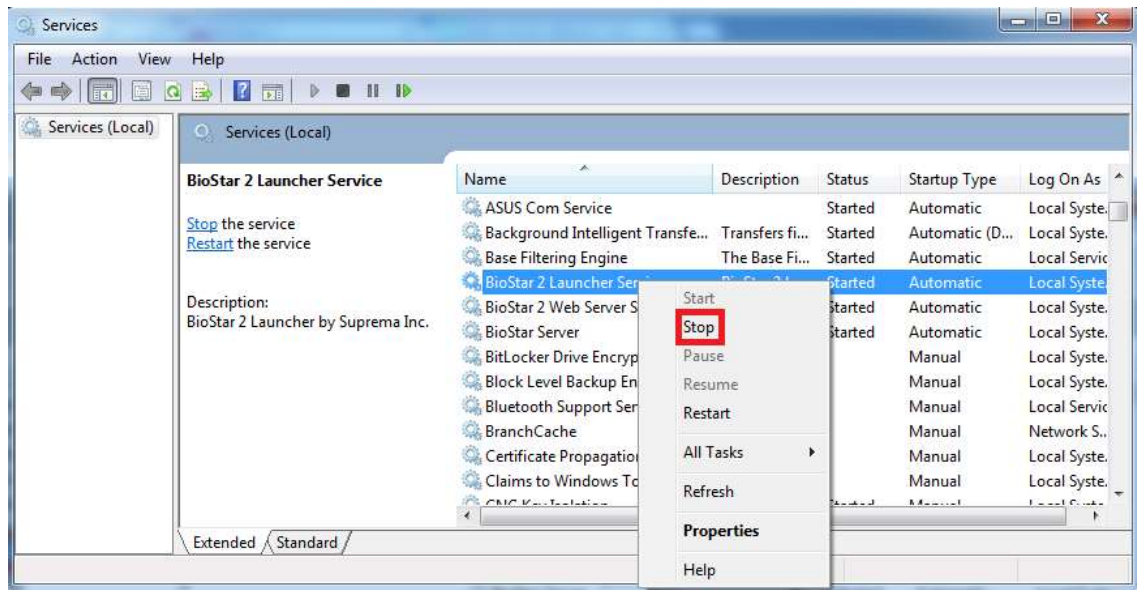 Services
File Action View Help
Services (Local)
Services (Local)
BioStar 2 Launcher Service
Stop the service
Restart the service
Description:
BioStar 2 Launcher by Suprema Inc.
Name Description Status Startup Type Log On As
ASUS Com Service Started Automatic Local Syste.
Background Intelligent Transfe... Transfers fi... Started Automatic (D... Local Syste.
Base Filtering Engine The Base Fi... Started Automatic Local Servic
BioStar 2 Launcher Started Automatic Local Syste.
BioStar 2 Web Server S Started Automatic Local Syste.
BioStar Server Started Automatic Local Syste.
BitLocker Drive Encryp Manual Local Syste.
Block Level Backup En Manual Local Syste.
Bluetooth Support Ser Manual Local Servic
BranchCache Manual Network S..
Certificate Propagatio Manual Local Syste.
Claims to Windows To Manual Local Syste.
Start
Stop
Pause
Resume
Restart
All Tasks
Refresh
Properties
Help
Extended Standard